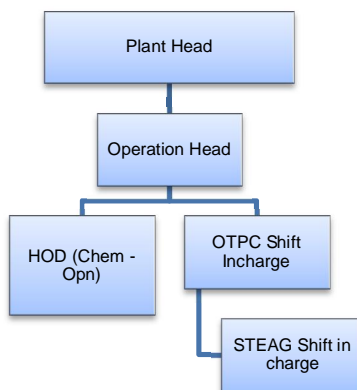 Plant Head
Operation Head
HOD (Chem -
Opn)
OTPC Shift
Incharge
STEAG Shift in
charge